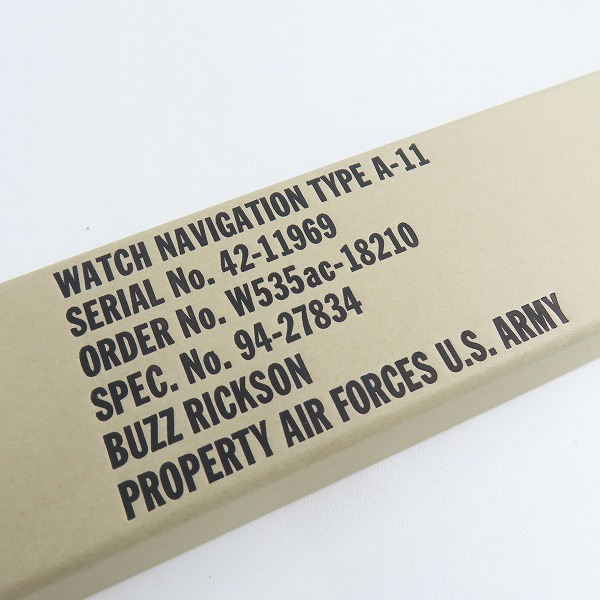 WATCH NAVIGATION TYPE A-11
SERIAL No. 42-11969
ORDER No. W535ac-18210
SPEC. No. 94-27834
BUZZ RICKSON
PROPERTY AIR FORCES U.S. ARMY